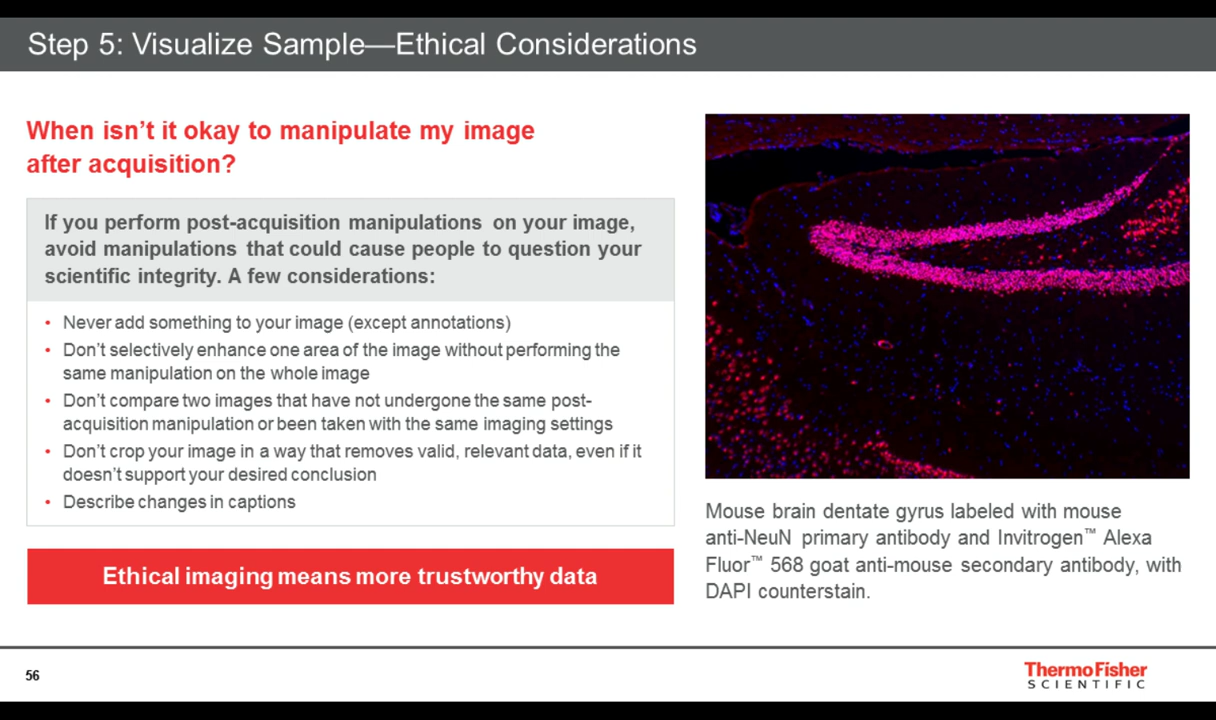 Step 5: Visualize Sample—Ethical Considerations
When isn’t it okay to manipulate my image
after acquisition?
If you perform post-acquisition manipulations on your image,
avoid manipulations that could cause people to question your
scientific integrity. A few considerations:
• Never add something to your image (except annotations)
• Don’t selectively enhance one area of the image without performing the
same manipulation on the whole image
• Don’t compare two images that have not undergone the same post-
acquisition manipulation or been taken with the same imaging settings
• Don’t crop your image in a way that removes valid, relevant data, even if it
doesn’t support your desired conclusion
• Describe changes in captions
Ethical imaging means more trustworthy data
Mouse brain dentate gyrus labeled with mouse
anti-NeuN primary antibody and Invitrogen™ Alexa
Fluor™ 568 goat anti-mouse secondary antibody, with
DAPI counterstain.
56
ThermoFisher
SCIENTIFIC